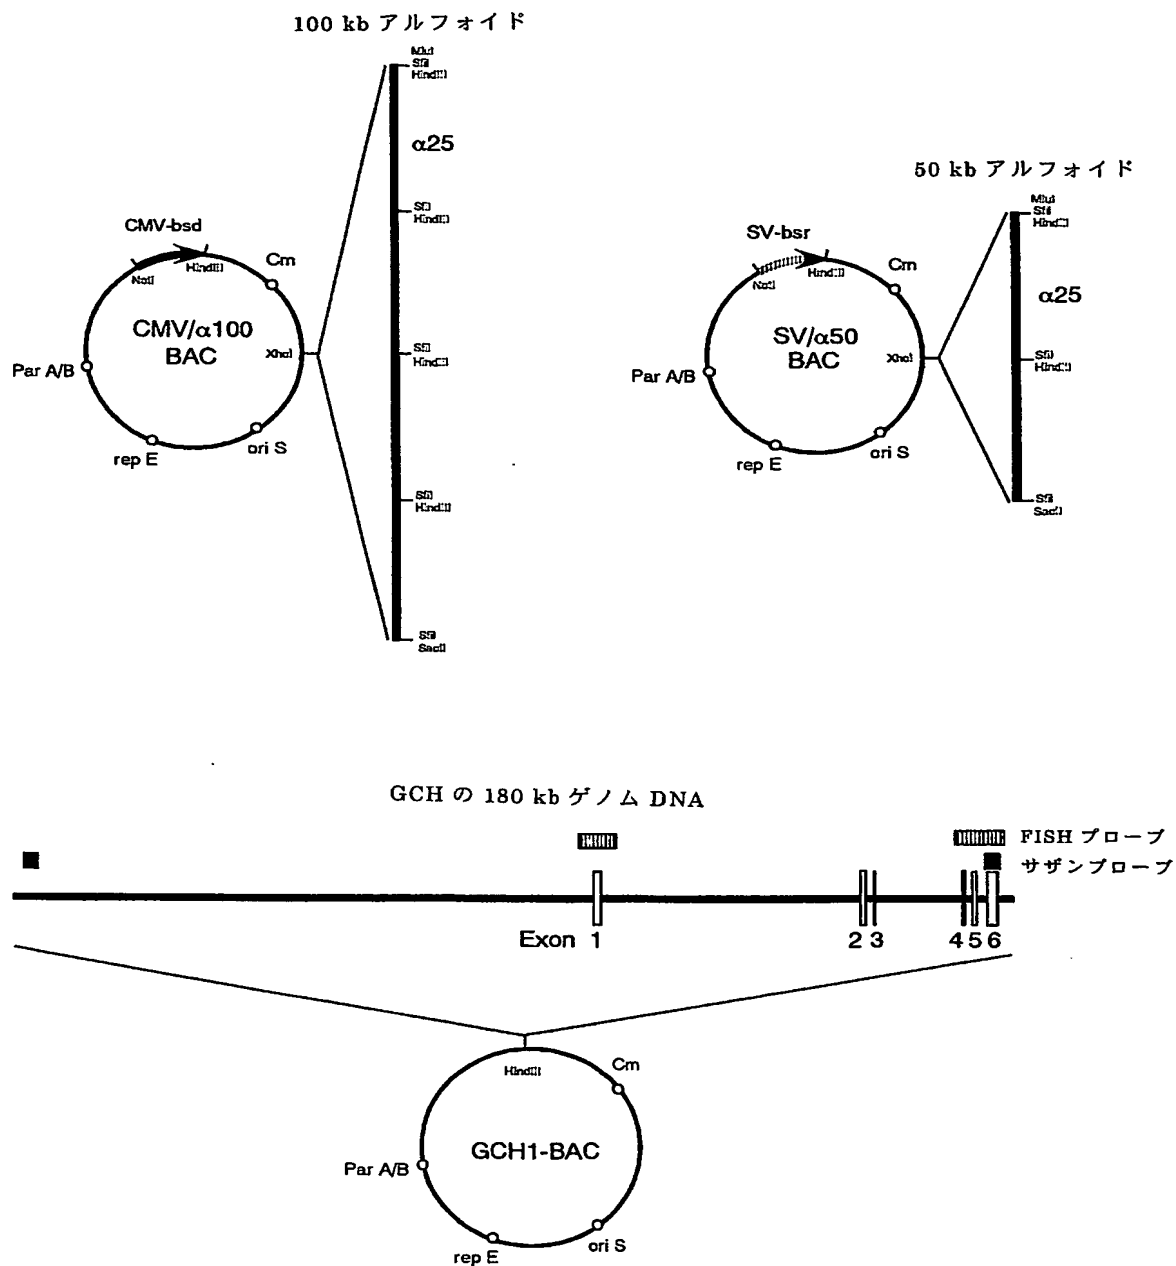 100 kb アルフォイド
MluI
SfiI
HindIII
α25
SfiI
HindIII
SfiI
HindIII
SfiI
HindIII
SfiI
SacII
CMV-bsd
NotI
HindIII
Cm
CMV/α100
BAC
XhoI
Par A/B
rep E
ori S
50 kb アルフォイド
MluI
SfiI
HindIII
α25
SfiI
HindIII
SfiI
SacII
SV-bsr
NotI
HindIII
Cm
SV/α50
BAC
XhoI
Par A/B
rep E
ori S
GCH の 180 kb ゲノム DNA
FISH プローブ
サザンプローブ
Exon 1 2 3 4 5 6
HindIII
Cm
GCH1-BAC
Par A/B
rep E
ori S